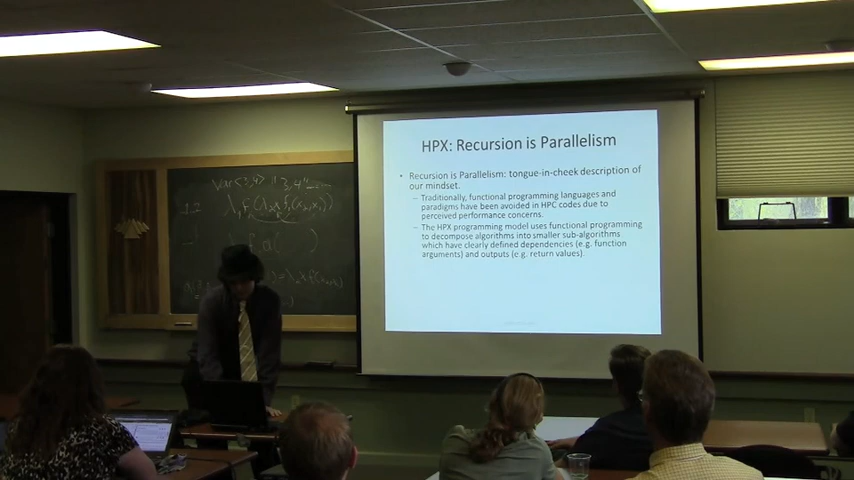 HPX: Recursion is Parallelism
• Recursion is Parallelism: tongue-in-cheek description of
our mindset.
– Traditionally, functional programming languages and
paradigms have been avoided in HPC codes due to
perceived performance concerns.
– The HPX programming model uses functional programming
to decompose algorithms into smaller sub-algorithms
which have clearly defined dependencies (e.g. function
arguments) and outputs (e.g. return values).